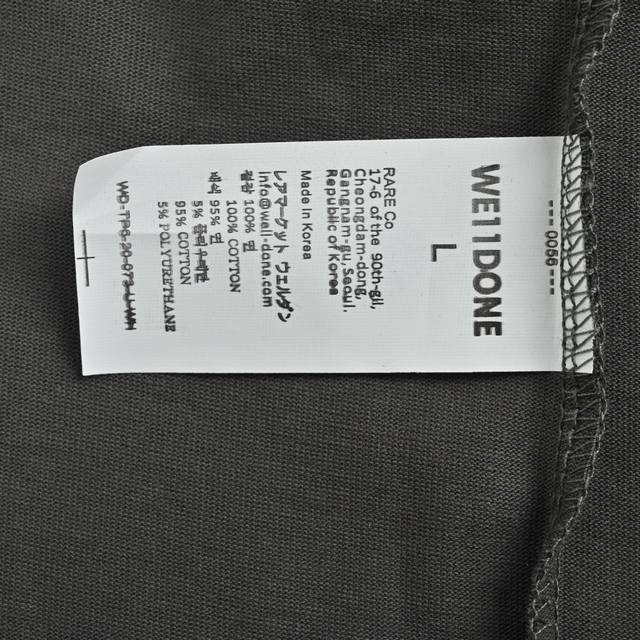 --- 0056 ---
WE11DONE
L
RARE Co
17-6 of the 90th-gil,
Cheongdam-dong,
Gangnam-gu, Seoul.
Republic of Korea
Made in Korea
レアマーケット ウェルダン
info@well-done.com
겉감 100% 면
100% COTTON
배색 95% 면
5% 폴리우레탄
95% COTTON
5% POLYURETHANE